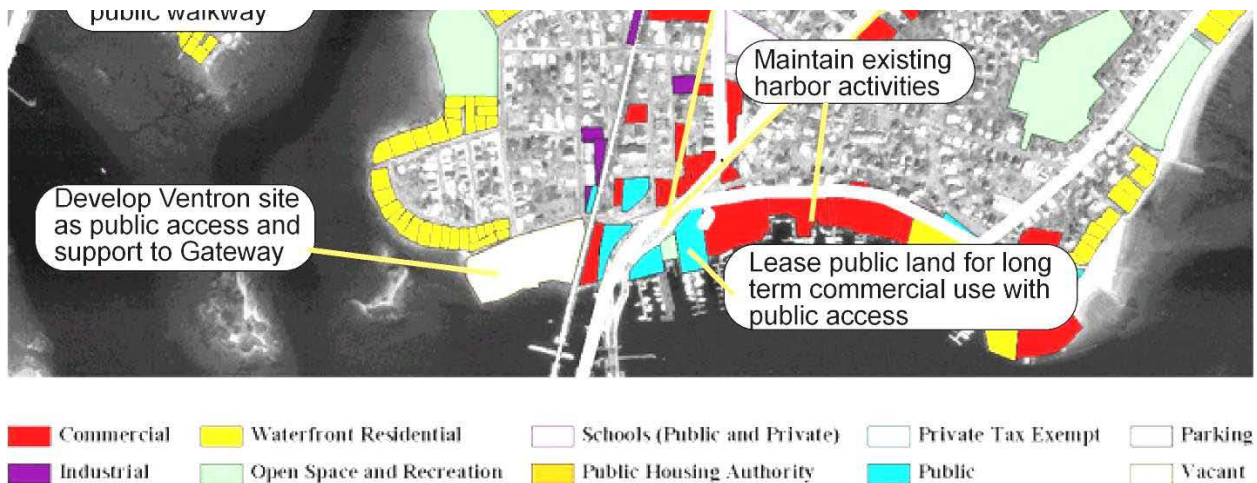 public walkway
Maintain existing
harbor activities
Develop Ventron site
as public access and
support to Gateway
Lease public land for long
term commercial use with
public access
Commercial
Waterfront Residential
Schools (Public and Private)
Private Tax Exempt
Parking
Industrial
Open Space and Recreation
Public Housing Authority
Public
Vacant